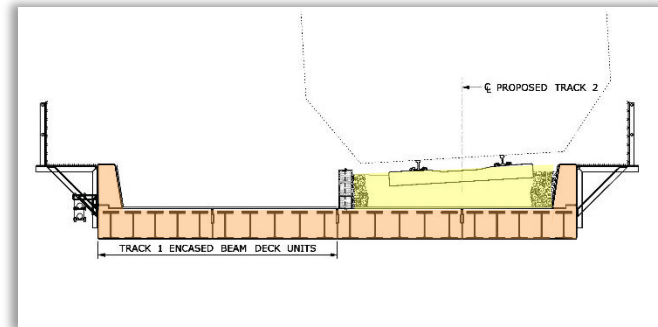 ℄ PROPOSED TRACK 2
TRACK 1 ENCASED BEAM DECK UNITS